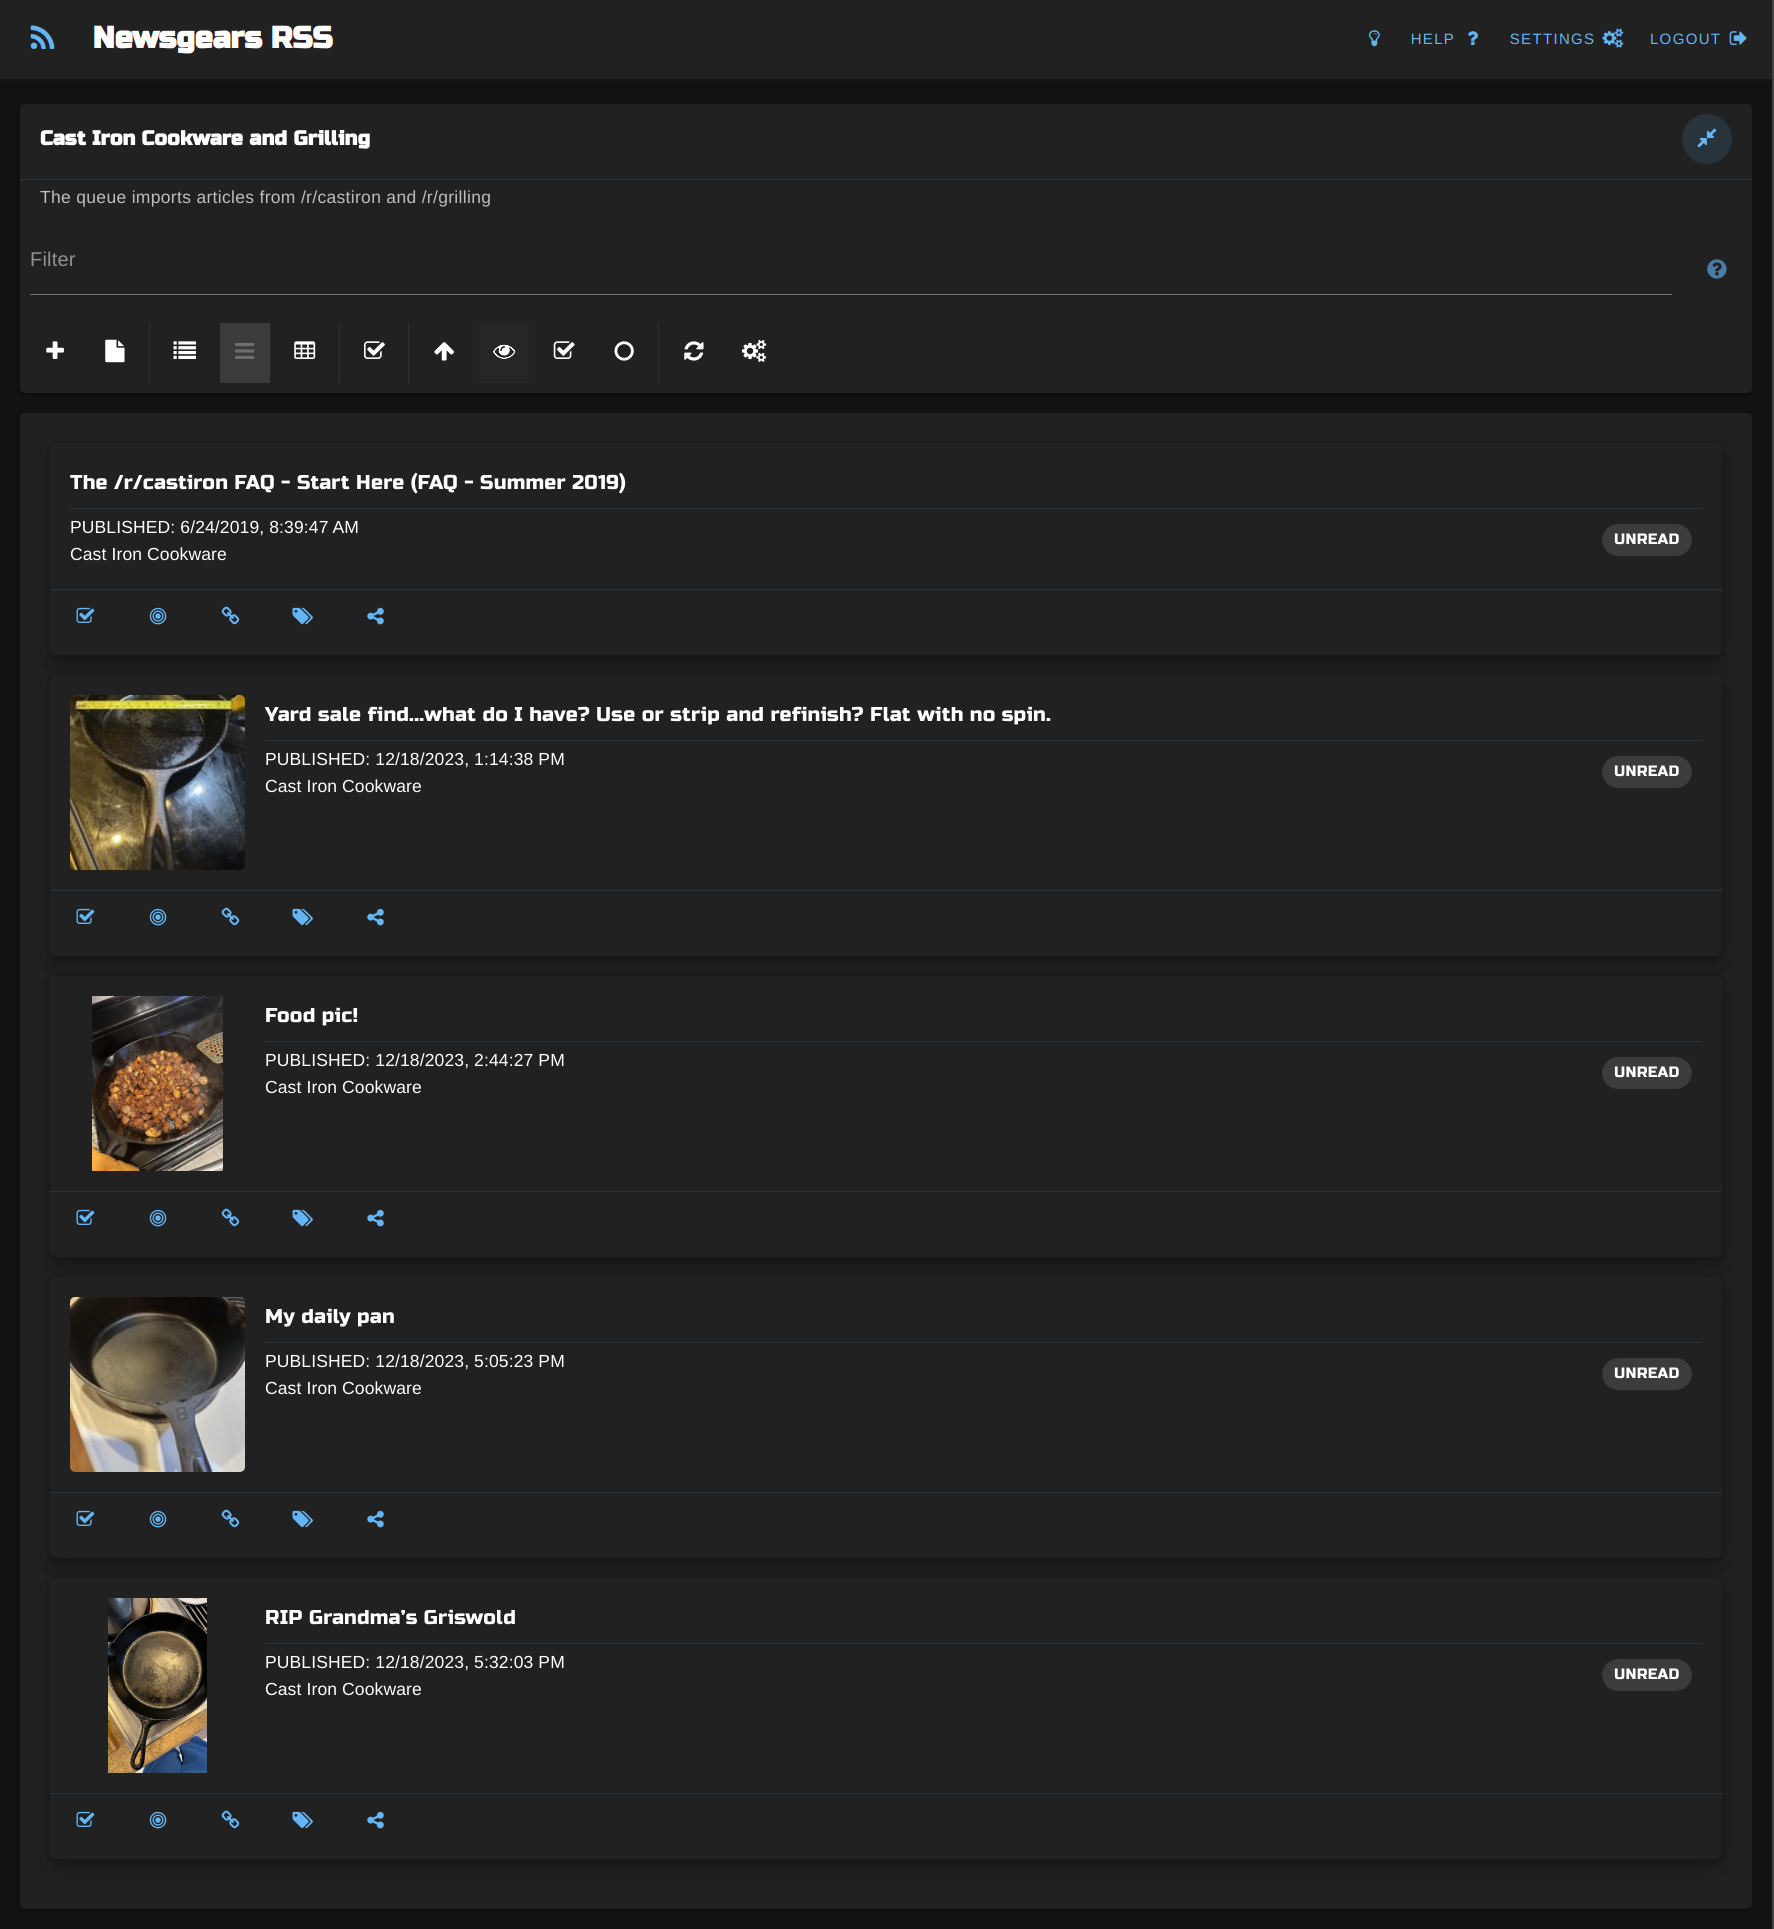 Newsgears RSS
HELP
SETTINGS
LOGOUT
Cast Iron Cookware and Grilling
The queue imports articles from /r/castiron and /r/grilling
Filter
The /r/castiron FAQ - Start Here (FAQ - Summer 2019)
PUBLISHED: 6/24/2019, 8:39:47 AM
UNREAD
Cast Iron Cookware
Yard sale find...what do I have? Use or strip and refinish? Flat with no spin.
PUBLISHED: 12/18/2023, 1:14:38 PM
UNREAD
Cast Iron Cookware
Food pic!
PUBLISHED: 12/18/2023, 2:44:27 PM
UNREAD
Cast Iron Cookware
My daily pan
PUBLISHED: 12/18/2023, 5:05:23 PM
UNREAD
Cast Iron Cookware
RIP Grandma’s Griswold
PUBLISHED: 12/18/2023, 5:32:03 PM
UNREAD
Cast Iron Cookware